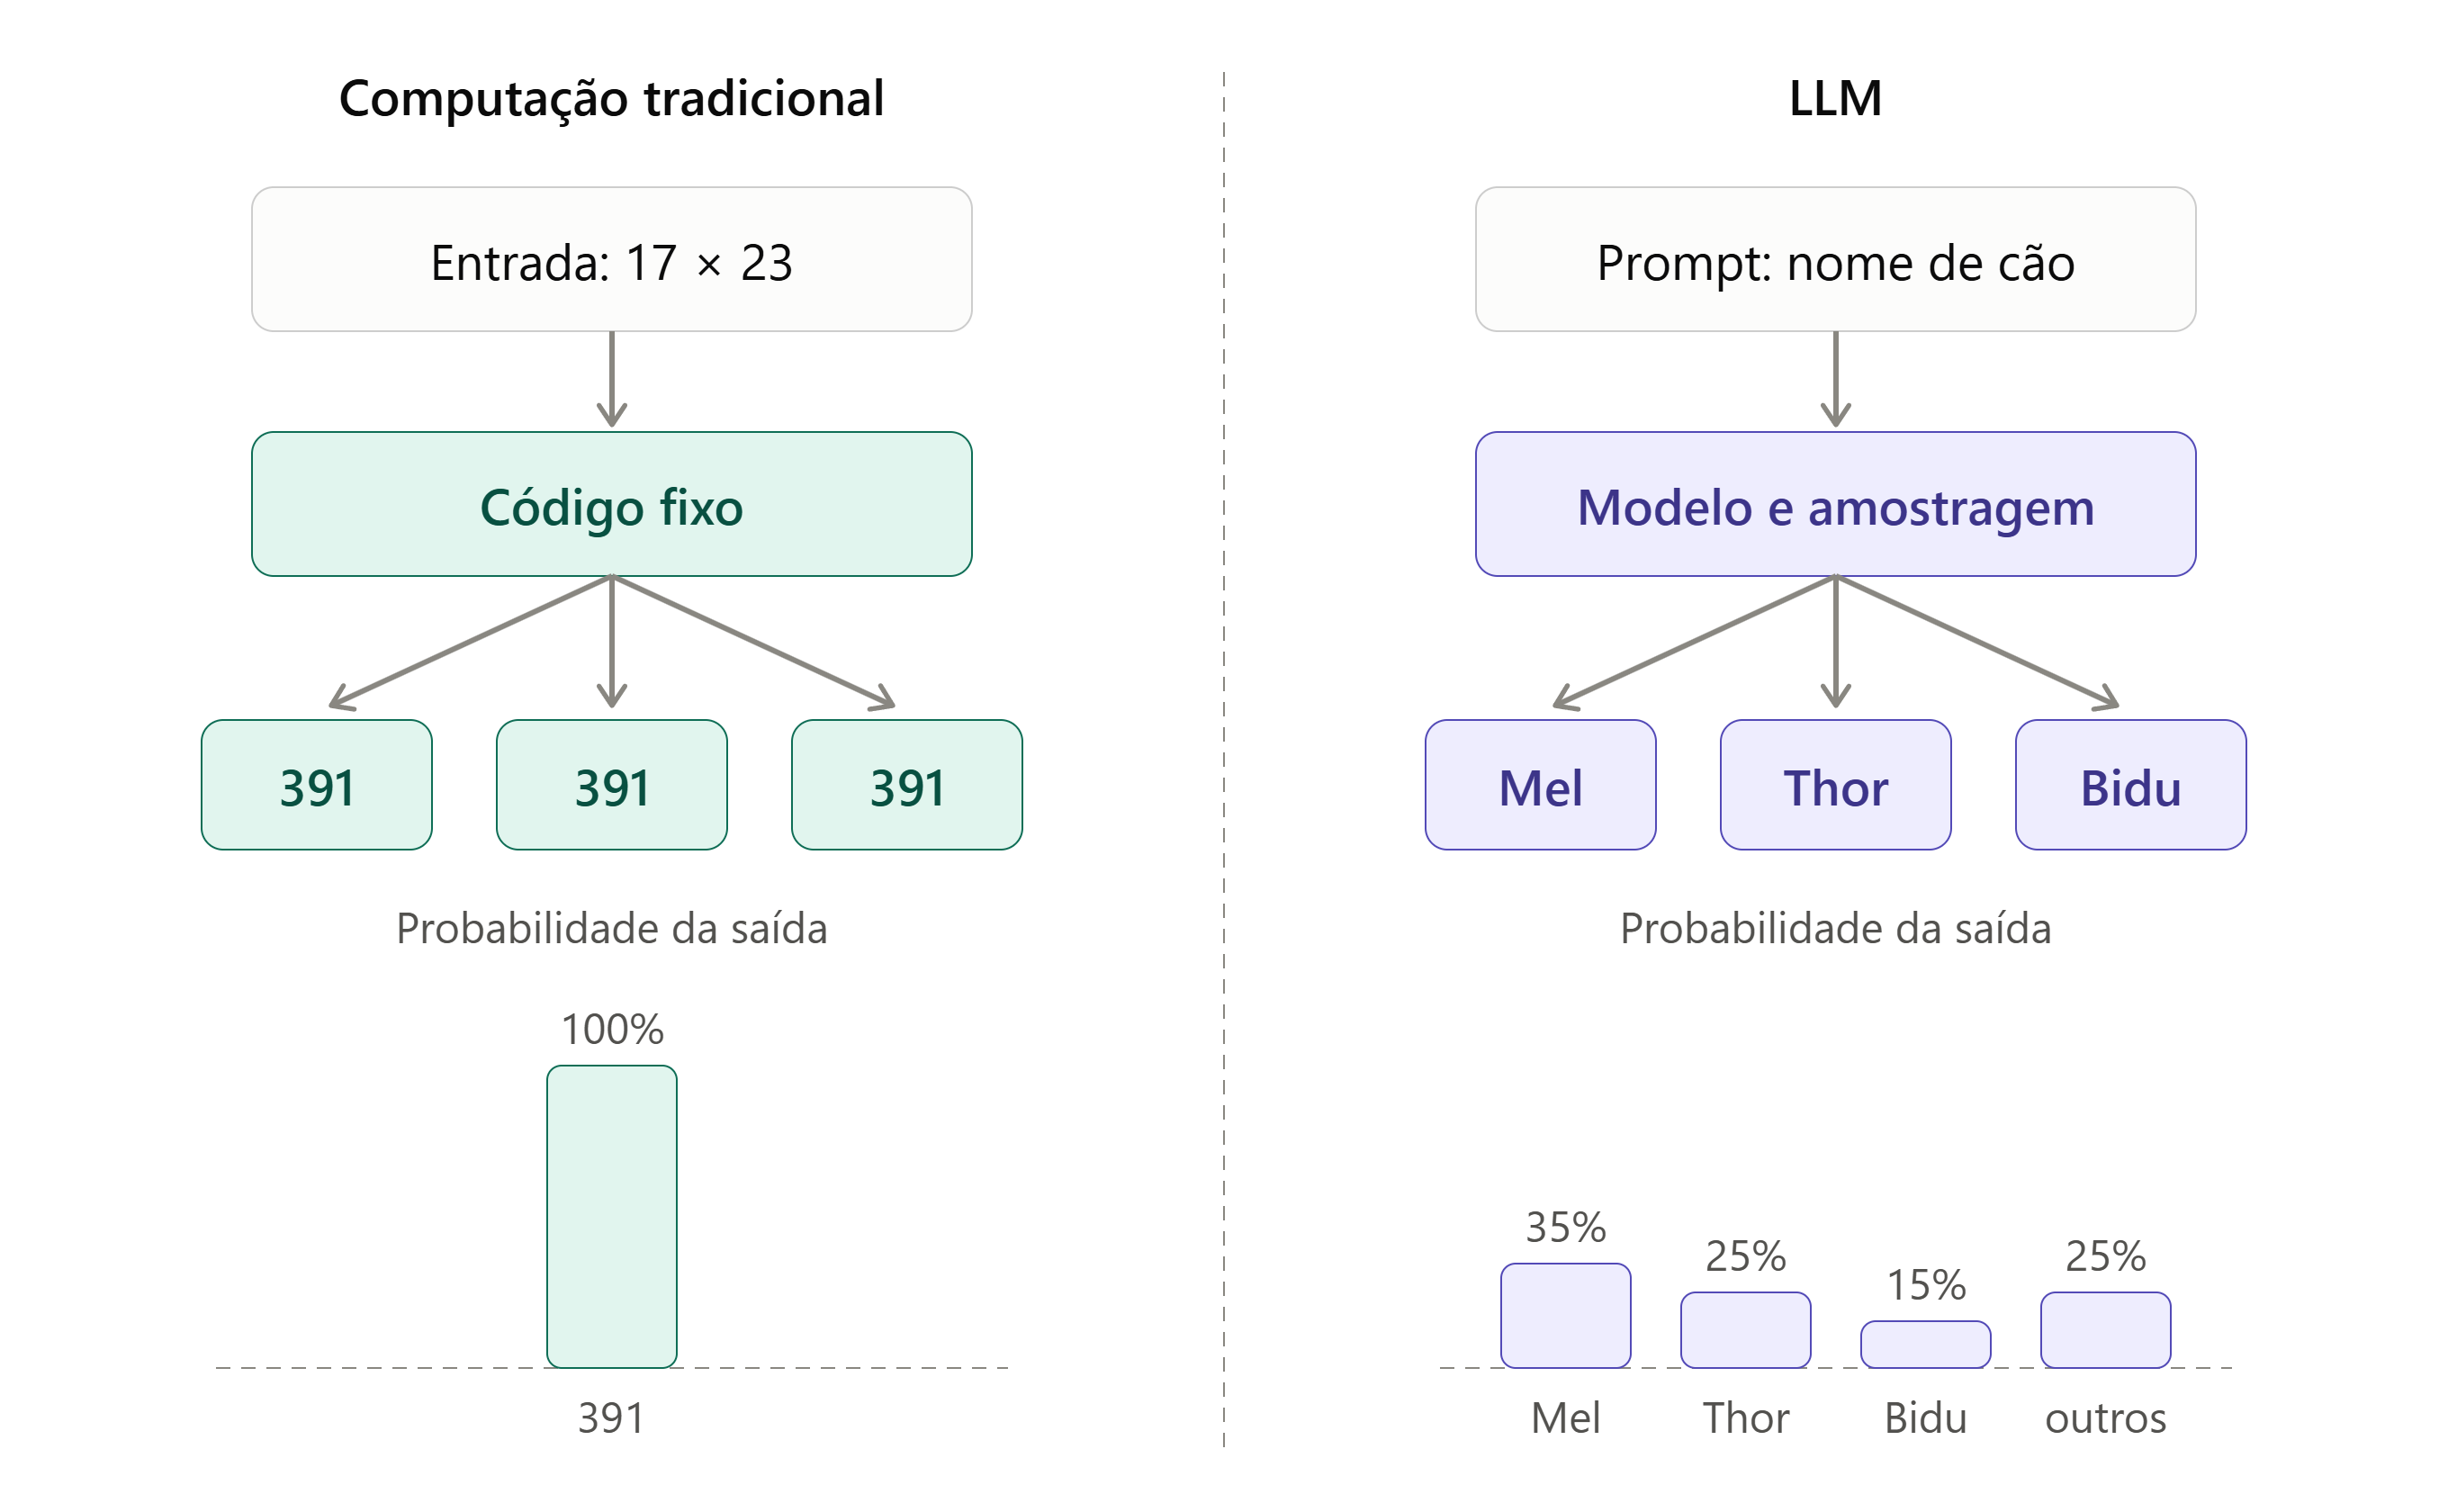 Computação tradicional
Entrada: 17 × 23
Código fixo
391
391
391
Probabilidade da saída
100%
391
LLM
Prompt: nome de cão
Modelo e amostragem
Mel
Thor
Bidu
Probabilidade da saída
35%
25%
15%
25%
Mel
Thor
Bidu
outros